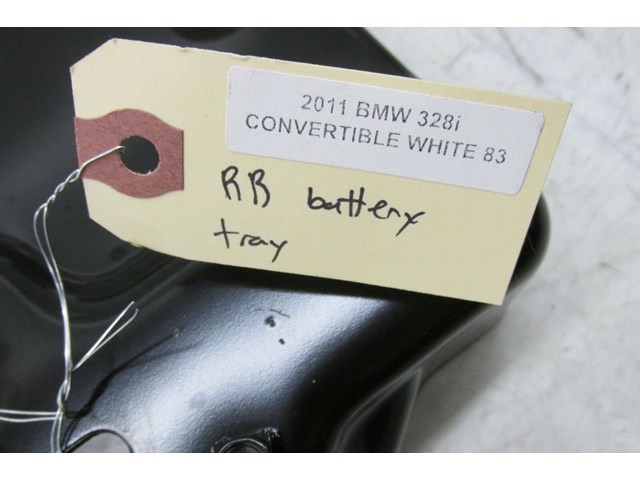 2011 BMW 328i
CONVERTIBLE WHITE 83
RR battery
tray